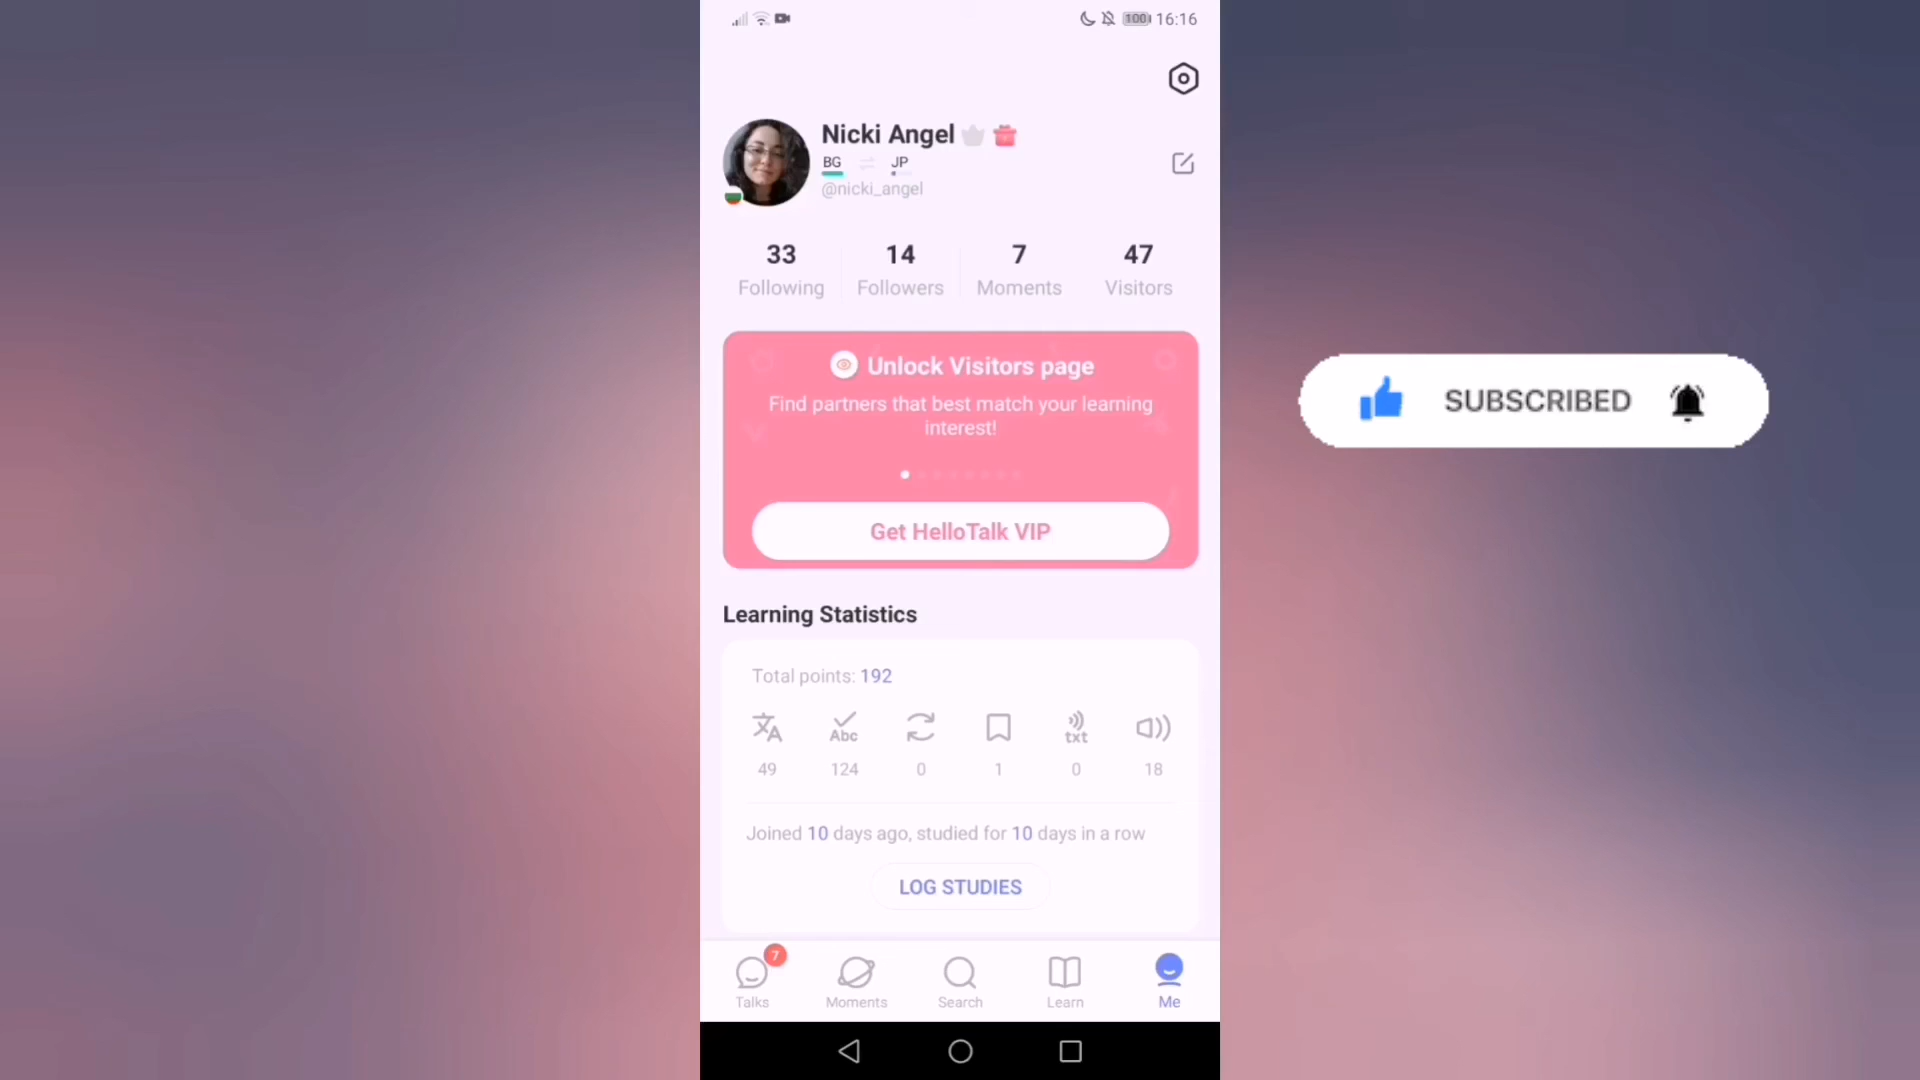 100 16:16
Nicki Angel
BG JP
@nicki_angel
33 14 7 47
Following Followers Moments Visitors
Unlock Visitors page
Find partners that best match your learning
interest!
Get HelloTalk VIP
SUBSCRIBED
Learning Statistics
Total points: 192
文A Abc txt
49 124 0 1 0 18
Joined 10 days ago, studied for 10 days in a row
LOG STUDIES
7
Talks Moments Search Learn Me